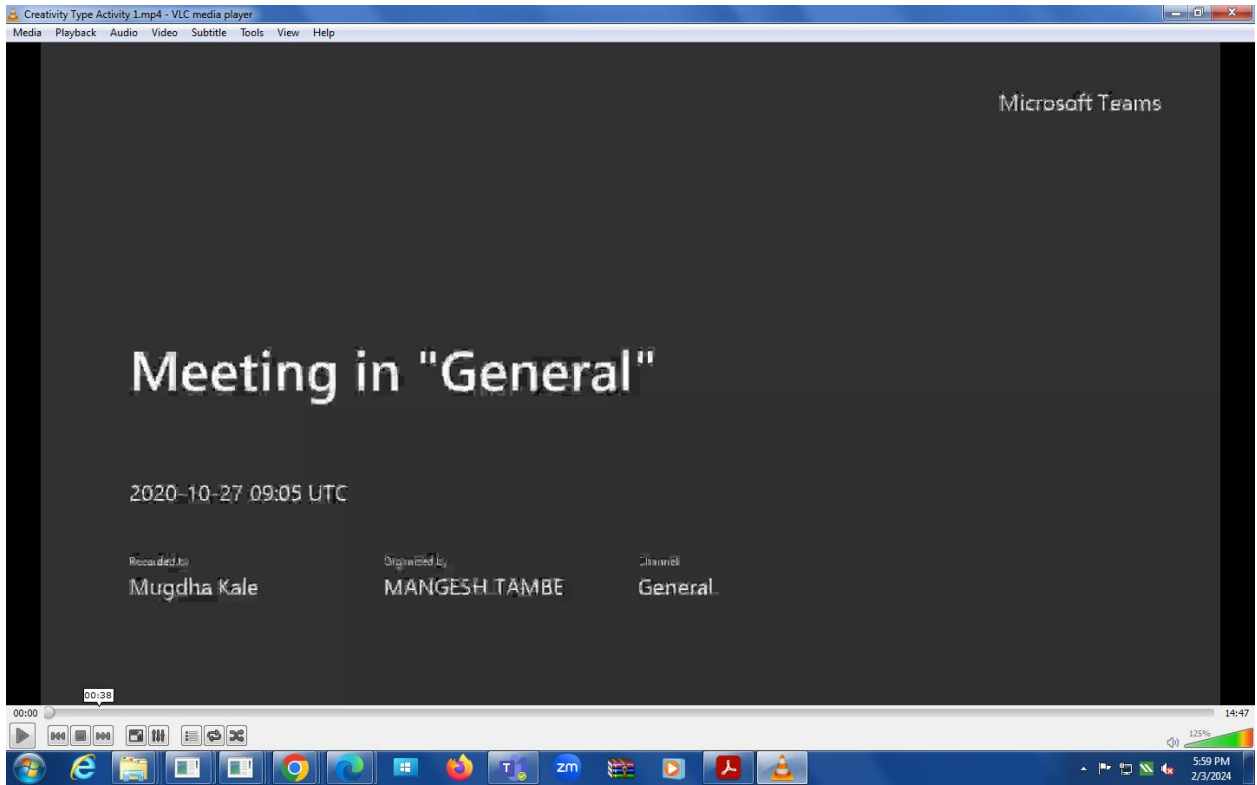 Creativity Type Activity 1.mp4 - VLC media player
Media Playback Audio Video Subtitle Tools View Help
Microsoft Teams
Meeting in "General"
2020-10-27 09:05 UTC
Recorded by Organized by Channel
Mugdha Kale MANGESH TAMBE General
00:38
00:00 14:47
125%
zm
5:59 PM
2/3/2024